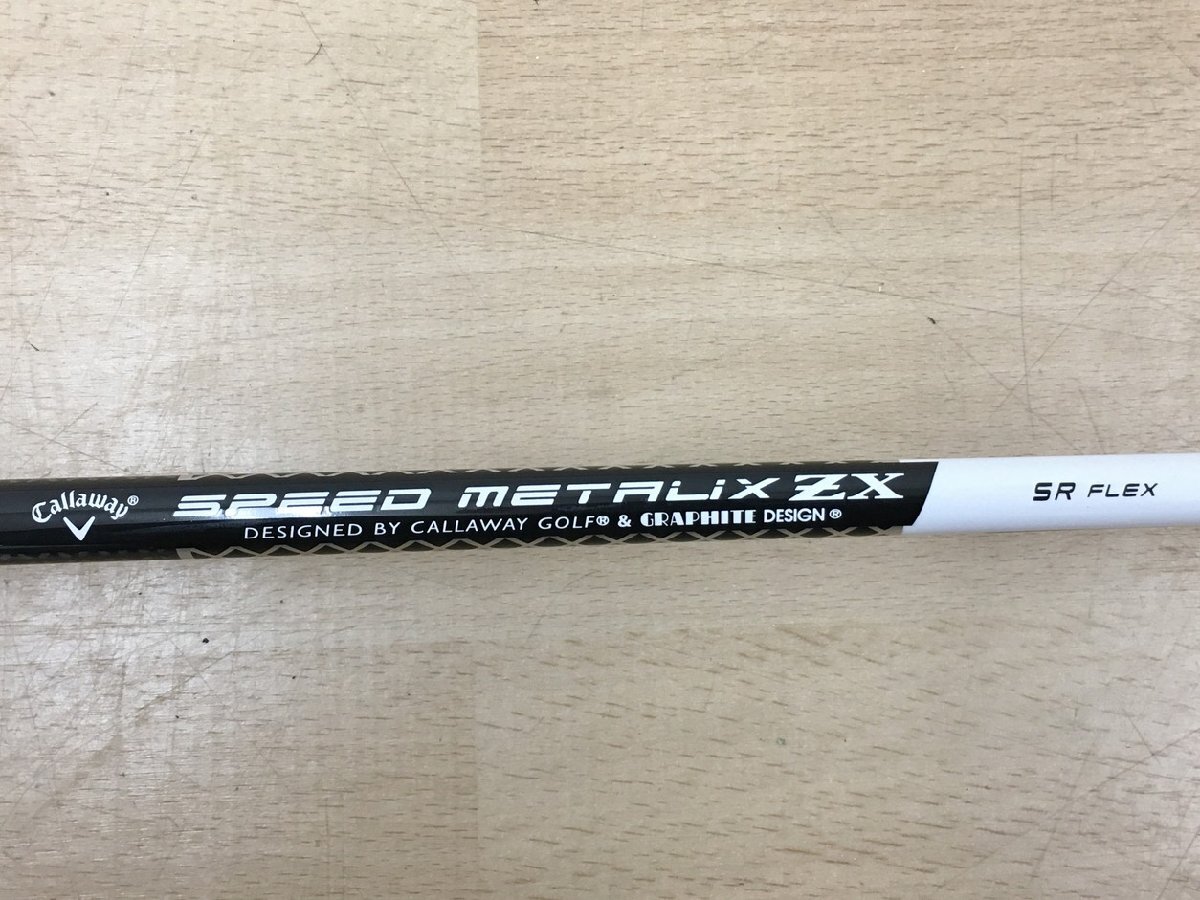 Callaway®
SPEED METALIX ZX
DESIGNED BY CALLAWAY GOLF® & GRAPHITE DESIGN®
SR FLEX